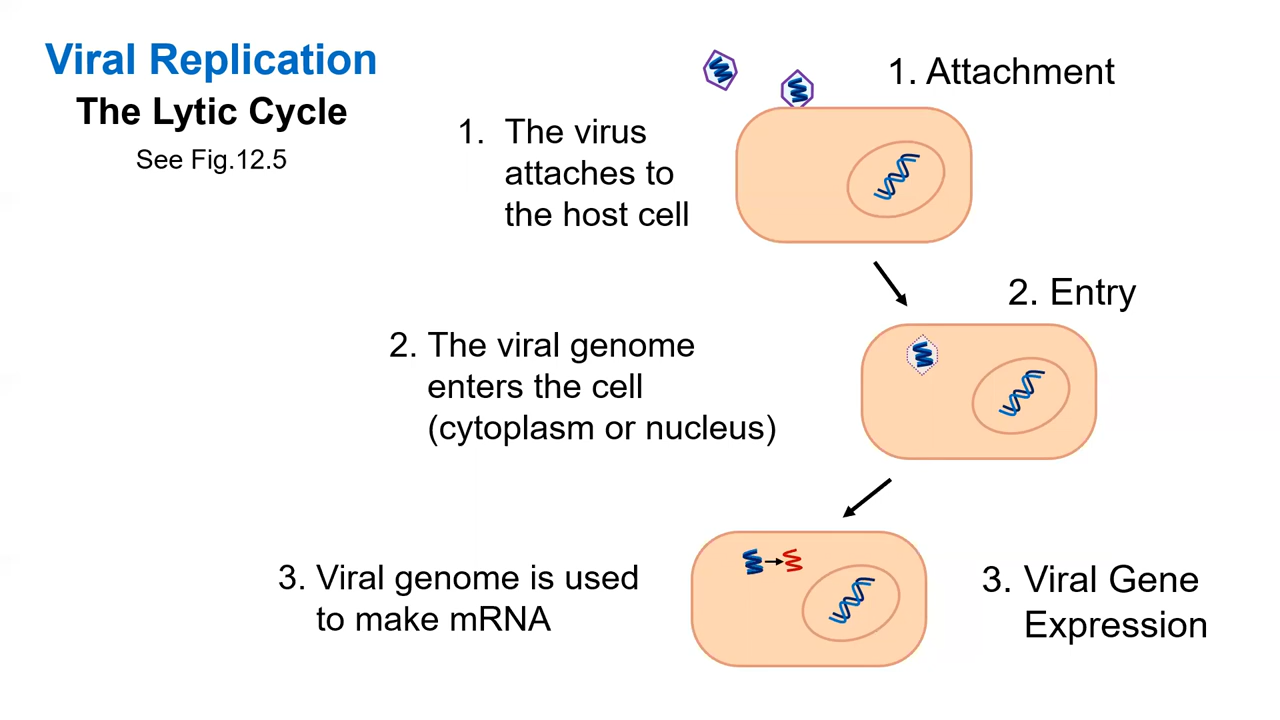 Viral Replication
The Lytic Cycle
See Fig.12.5
1. Attachment
1. The virus
attaches to
the host cell
2. Entry
2. The viral genome
enters the cell
(cytoplasm or nucleus)
3. Viral genome is used
to make mRNA
3. Viral Gene
Expression